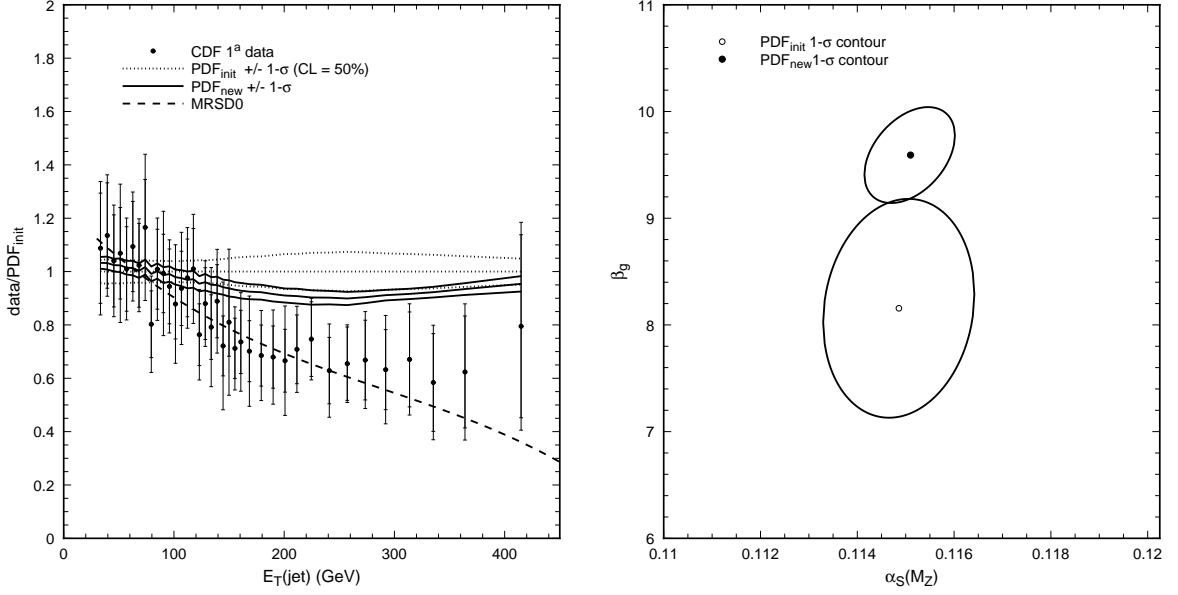 2
1.8
1.6
1.4
1.2
1
0.8
0.6
0.4
0.2
0
data/PDFinit
CDF 1ª data
PDFinit +/- 1-σ (CL = 50%)
PDFnew +/- 1-σ
MRSD0
0 100 200 300 400
ET(jet) (GeV)
11
10
9
8
7
6
βg
PDFinit 1-σ contour
PDFnew1-σ contour
0.11 0.112 0.114 0.116 0.118 0.12
αS(MZ)